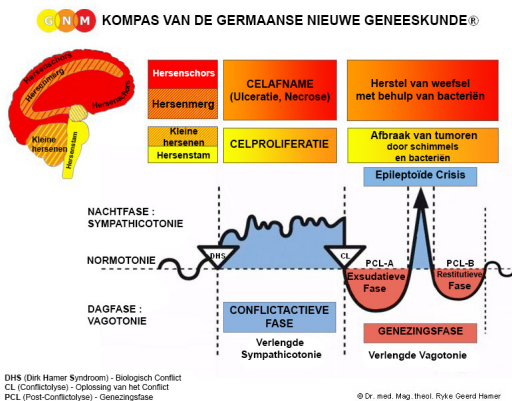 G N M KOMPAS VAN DE GERMAANSE NIEUWE GENEESKUNDE®
Hersenschors
Hersenmerg
Hersenschors
Kleine
hersenen
Hersenstam
Hersenschors
Hersenmerg
CELAFNAME
(Ulceratie, Necrose)
Herstel van weefsel
met behulp van bacteriën
Kleine
hersenen
Hersenstam
CELPROLIFERATIE
Afbraak van tumoren
door schimmels
en bacteriën
Epileptoïde Crisis
NACHTFASE :
SYMPATHICOTONIE
NORMOTONIE
DHS
CL
PCL-A
Exsudatieve
Fase
PCL-B
Restitutieve
Fase
DAGFASE :
VAGOTONIE
CONFLICTACTIEVE
FASE
GENEZINGSFASE
Verlengde
Sympathicotonie
Verlengde Vagotonie
DHS (Dirk Hamer Syndroom) - Biologisch Conflict
CL (Conflictolyse) - Oplossing van het Conflict
PCL (Post-Conflictolyse) - Genezingsfase
© Dr. med. Mag. theol. Ryke Geerd Hamer